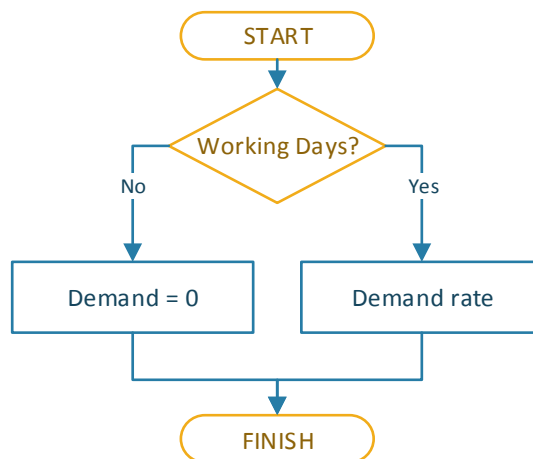 START
Working Days?
No
Yes
Demand = 0
Demand rate
FINISH